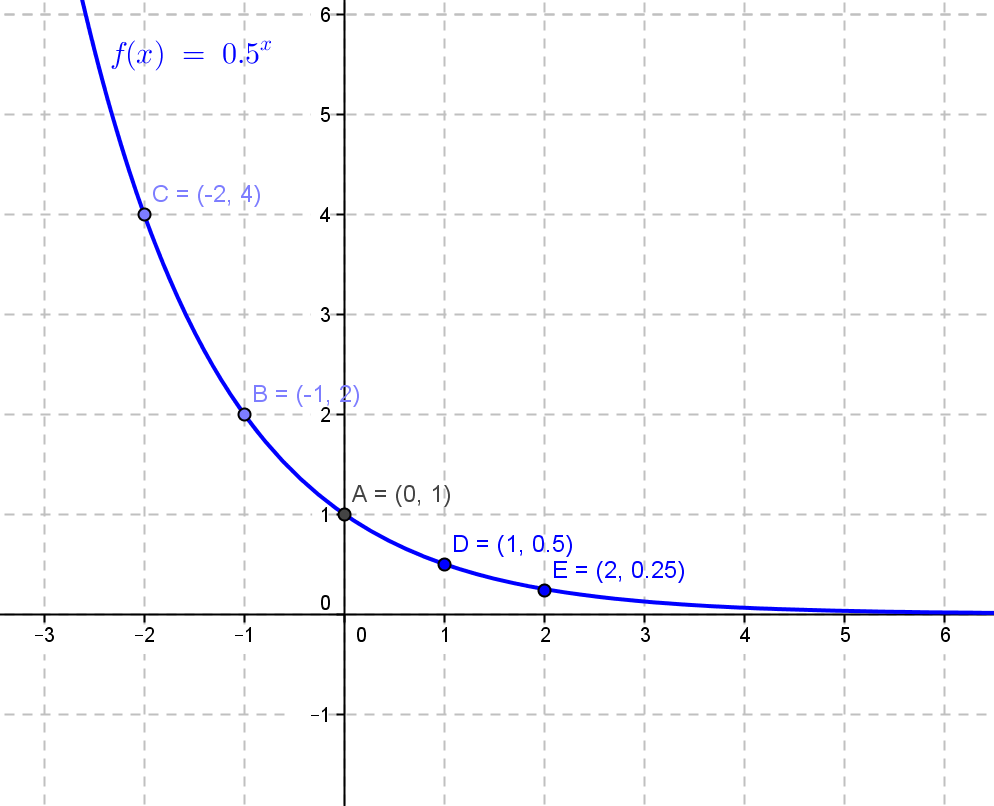 6
f(x) = 0.5ˣ
5
C = (-2, 4)
4
3
B = (-1, 2)
2
A = (0, 1)
1
D = (1, 0.5)
E = (2, 0.25)
0
−3 −2 −1 0 1 2 3 4 5 6
−1